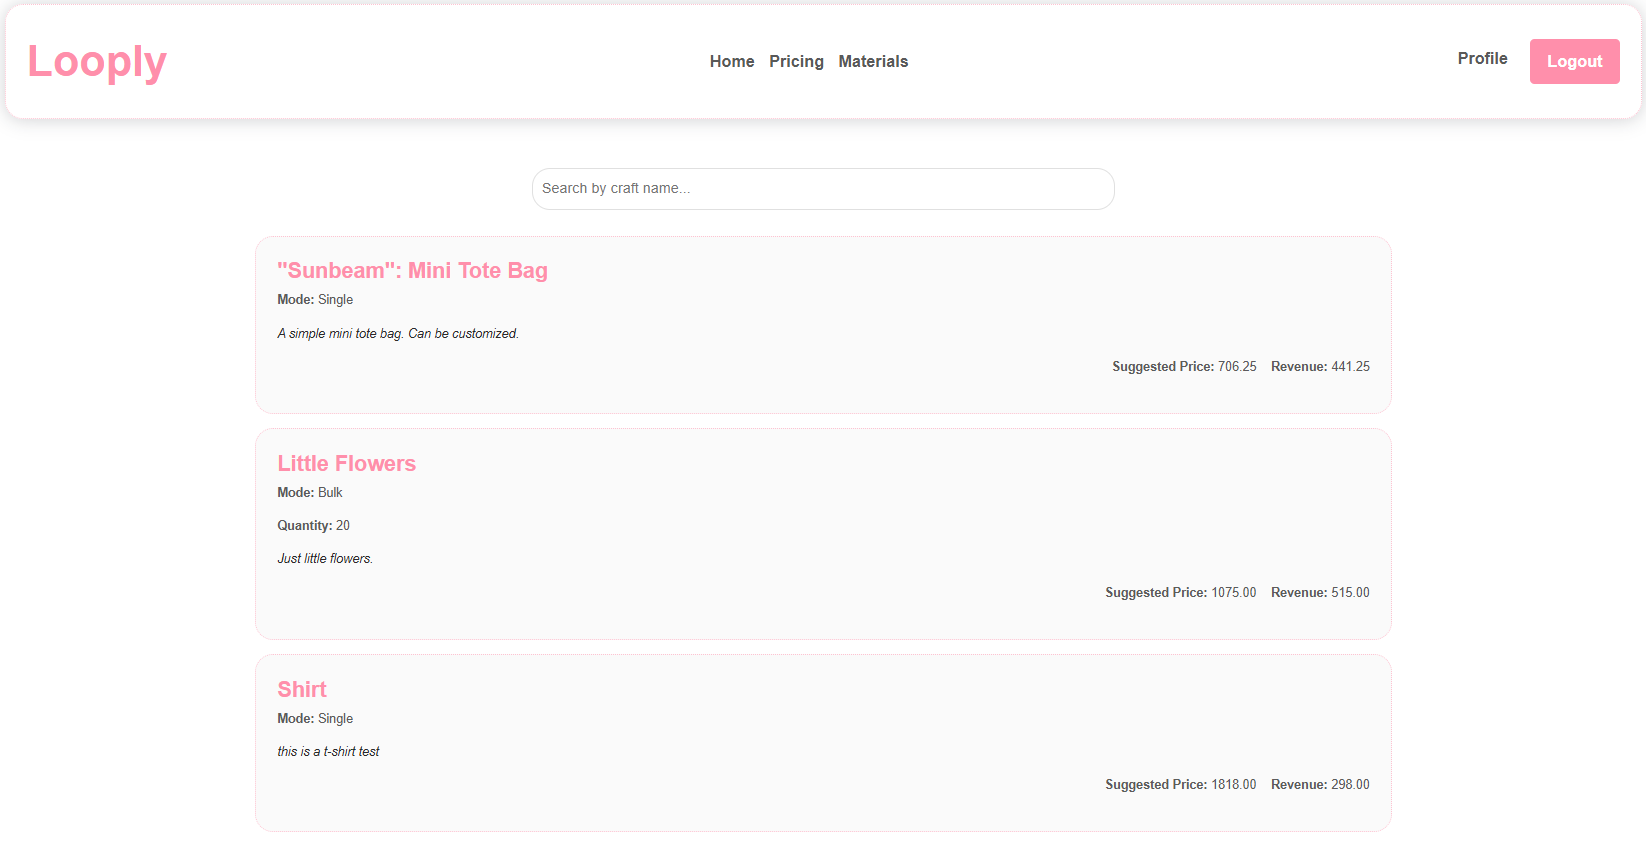 Looply
Home Pricing Materials
Profile
Logout
Search by craft name...
"Sunbeam": Mini Tote Bag
Mode: Single
A simple mini tote bag. Can be customized.
Suggested Price: 706.25 Revenue: 441.25
Little Flowers
Mode: Bulk
Quantity: 20
Just little flowers.
Suggested Price: 1075.00 Revenue: 515.00
Shirt
Mode: Single
this is a t-shirt test
Suggested Price: 1818.00 Revenue: 298.00